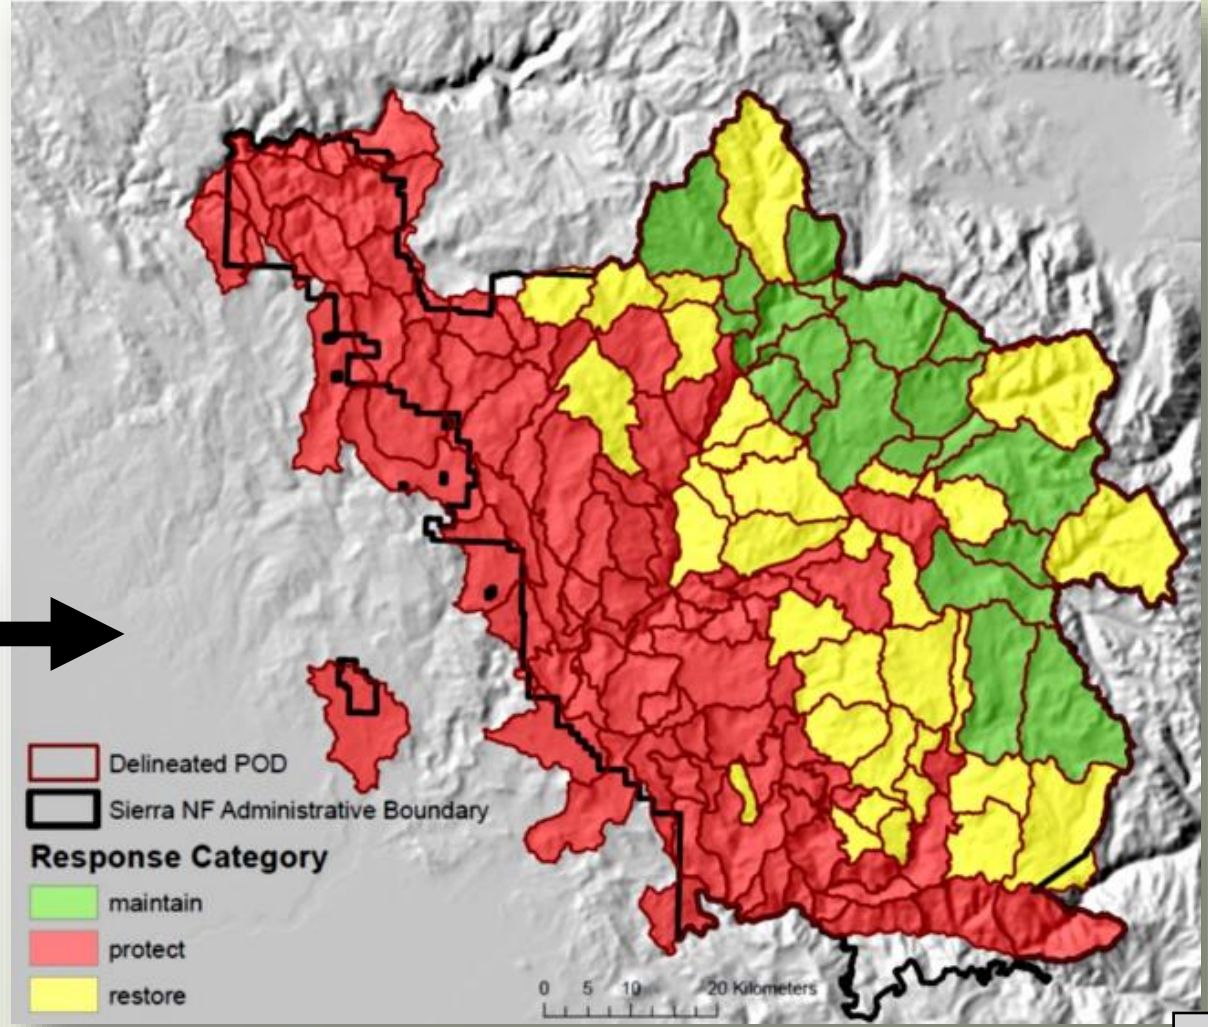 Delineated POD
Sierra NF Administrative Boundary
Response Category
maintain
protect
restore
0 5 10 20 Kilometers